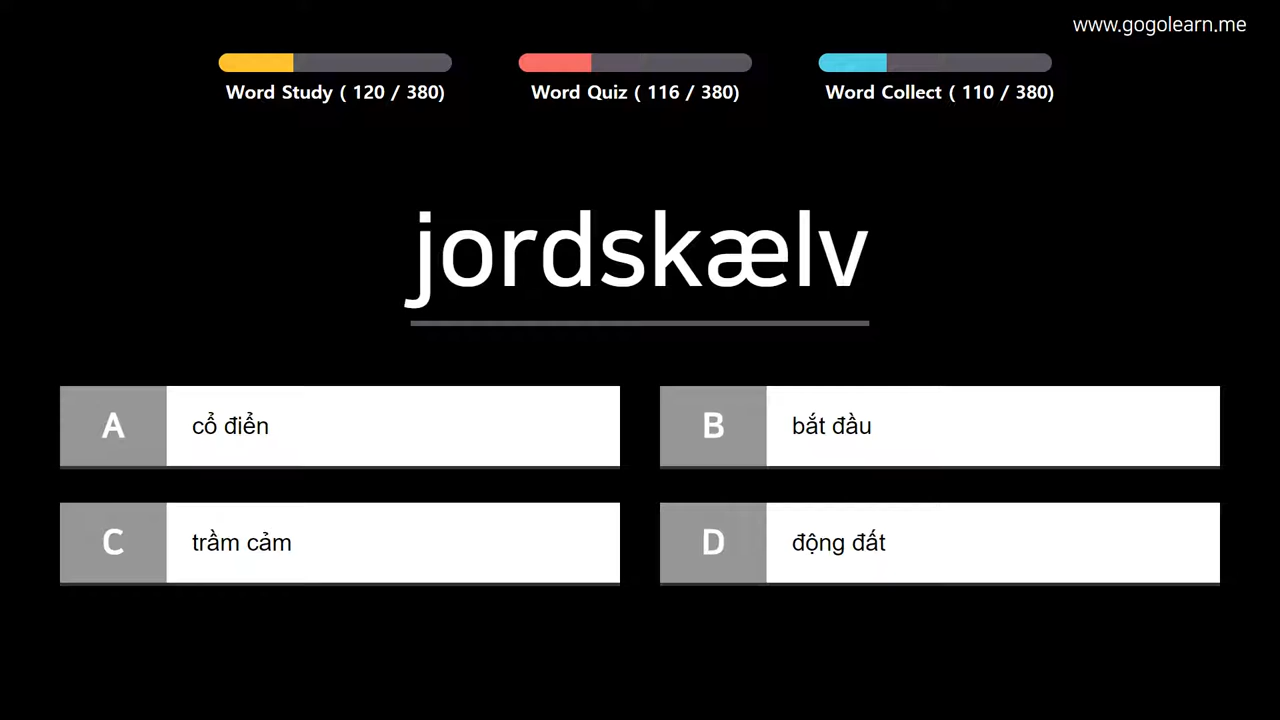 www.gogolearn.me
Word Study ( 120 / 380)
Word Quiz ( 116 / 380)
Word Collect ( 110 / 380)
jordskælv
A
cổ điển
B
bắt đầu
C
trầm cảm
D
động đất